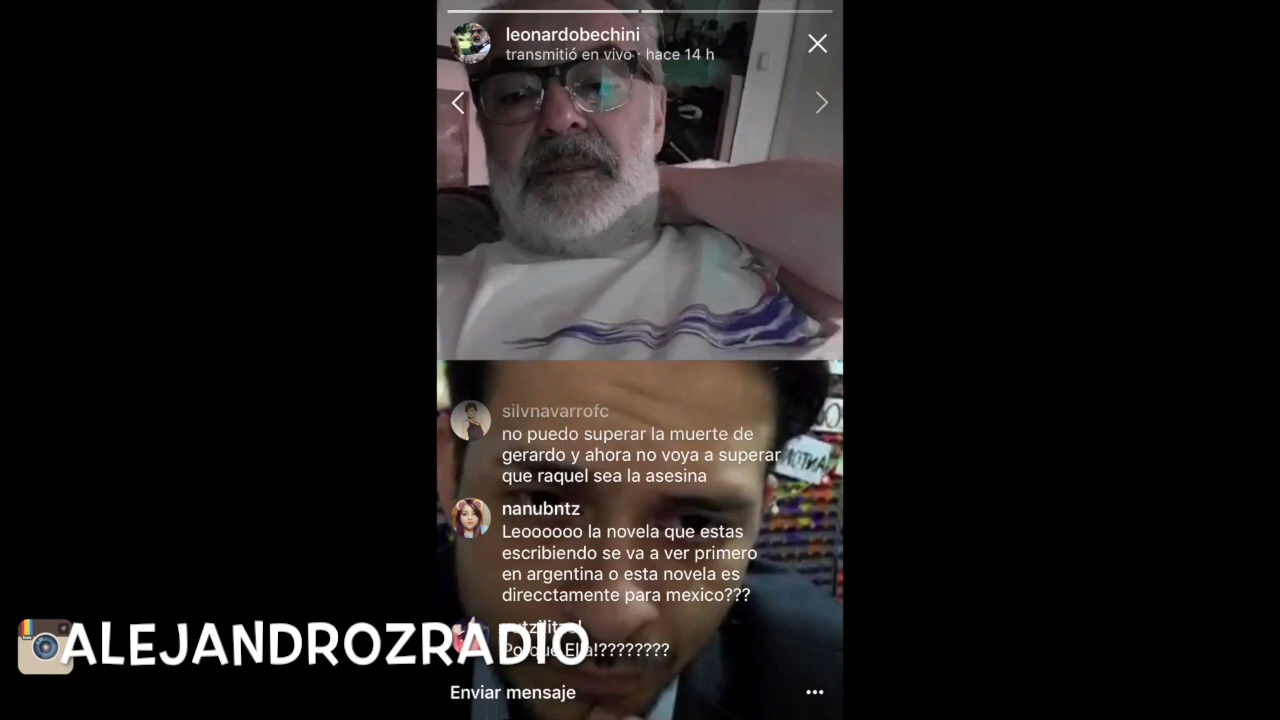 leonardobechini
transmitió en vivo · hace 14 h
silvnavarrofc
no puedo superar la muerte de
gerardo y ahora no voya a superar
que raquel sea la asesina
nanubntz
Leoooooo la novela que estas
escribiendo se va a ver primero
en argentina o esta novela es
direcctamente para mexico???
Porque Ella!????????
ALEJANDROZRADIO
Enviar mensaje